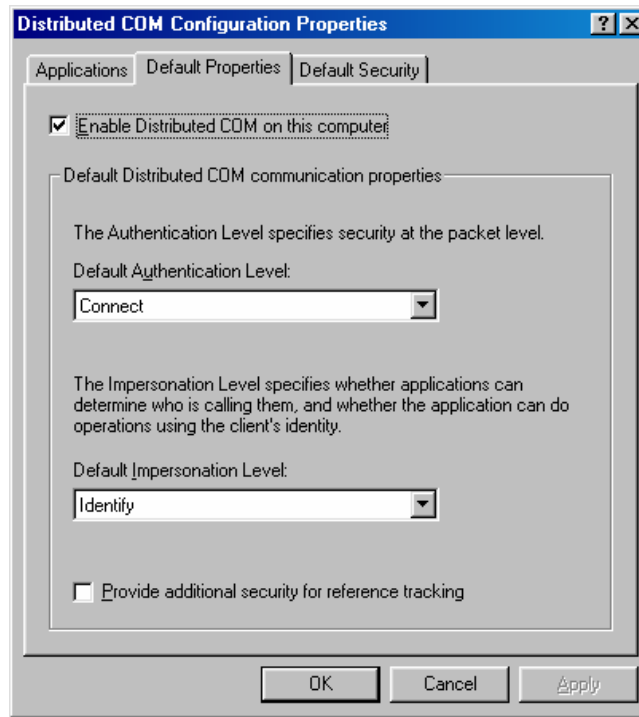 Distributed COM Configuration Properties
Applications Default Properties Default Security
Enable Distributed COM on this computer
Default Distributed COM communication properties
The Authentication Level specifies security at the packet level.
Default Authentication Level:
Connect
The Impersonation Level specifies whether applications can
determine who is calling them, and whether the application can do
operations using the client's identity.
Default Impersonation Level:
Identify
Provide additional security for reference tracking
OK Cancel Apply